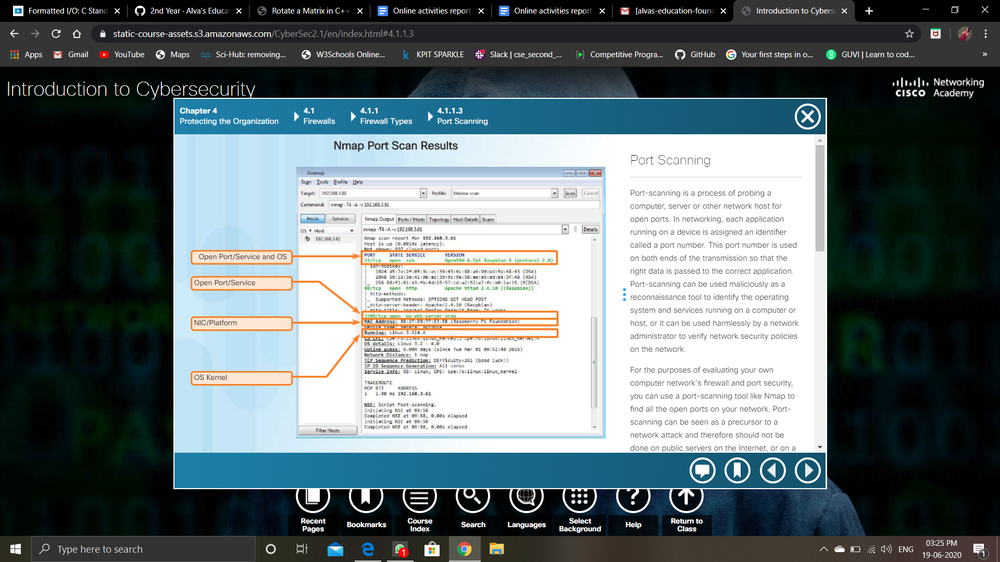 Formatted I/O: C Stand
2nd Year · Alva's Educat
Rotate a Matrix in C++
Online activities report
Online activities report
[alvas-education-foun
Introduction to Cyberse
static-course-assets.s3.amazonaws.com/CyberSec2.1/en/index.html#4.1.1.3
Apps
Gmail
YouTube
Maps
Sci-Hub: removing...
W3Schools Online...
KPIT SPARKLE
Slack | cse_second_...
Competitive Progra...
GitHub
Your first steps in o...
GUVI | Learn to cod...
»
Introduction to Cybersecurity
Networking
CISCO Academy
Chapter 4
Protecting the Organization
4.1
Firewalls
4.1.1
Firewall Types
4.1.1.3
Port Scanning
Nmap Port Scan Results
Zenmap
Scan Tools Profile Help
Target: 192.168.3.61 Profile: Intense scan Scan Cancel
Command: nmap -T4 -A -v 192.168.3.61
Hosts Services
Nmap Output Ports / Hosts Topology Host Details Scans
OS Host
192.168.3.61
nmap -T4 -A -v 192.168.3.61 Details
Nmap scan report for 192.168.3.61
Host is up (0.0019s latency).
Not shown: 997 closed ports
PORT STATE SERVICE VERSION
22/tcp open ssh OpenSSH 6.7p1 Raspbian 5 (protocol 2.0)
| ssh-hostkey:
| 1024 d5:7e:2f:05:9c:ec:36:43:6c:88:a4:90:dd:5d:48:43 (DSA)
| 2048 59:16:3e:4b:ac:39:9c:9a:58:ae:a5:ad:b4:3f:4b (RSA)
|_ 256 88:f1:81:b3:fb:4d:15:57:cd:a2:52:a7:fc:b0:1a:15 (ECDSA)
80/tcp open http Apache httpd 2.4.10 ((Raspbian))
| http-methods:
|_ Supported Methods: OPTIONS GET HEAD POST
|_http-server-header: Apache/2.4.10 (Raspbian)
|_http-title: Apache2 Debian Default Page: It works
3389/tcp open ms-wbt-server xrdp
MAC Address: B8:27:EB:77:E3:EB (Raspberry Pi Foundation)
Device type: general purpose
Running: Linux 3.X|4.X
OS CPE: cpe:/o:linux:linux_kernel:3 cpe:/o:linux:linux_kernel:4
OS details: Linux 3.2 - 4.0
Uptime guess: 6.004 days (since Tue Mar 01 09:52:48 2016)
Network Distance: 1 hop
TCP Sequence Prediction: Difficulty=261 (Good luck!)
IP ID Sequence Generation: All zeros
Service Info: OS: Linux; CPE: cpe:/o:linux:linux_kernel
TRACEROUTE
HOP RTT ADDRESS
1 1.90 ms 192.168.3.61
NSE: Script Post-scanning.
Initiating NSE at 09:58
Completed NSE at 09:58, 0.00s elapsed
Initiating NSE at 09:58
Completed NSE at 09:58, 0.00s elapsed
Filter Hosts
Open Port/Service and OS
Open Port/Service
NIC/Platform
OS Kernel
Port Scanning
Port-scanning is a process of probing a
computer, server or other network host for
open ports. In networking, each application
running on a device is assigned an identifier
called a port number. This port number is used
on both ends of the transmission so that the
right data is passed to the correct application.
Port-scanning can be used maliciously as a
reconnaissance tool to identify the operating
system and services running on a computer or
host, or it can be used harmlessly by a network
administrator to verify network security policies
on the network.
For the purposes of evaluating your own
computer network's firewall and port security,
you can use a port-scanning tool like Nmap to
find all the open ports on your network. Port-
scanning can be seen as a precursor to a
network attack and therefore should not be
done on public servers on the Internet, or on a
Recent
Pages
Bookmarks
Course
Index
Search
Languages
Select
Background
?
Help
Return to
Class
Type here to search
1
ENG
03:25 PM
19-06-2020
1